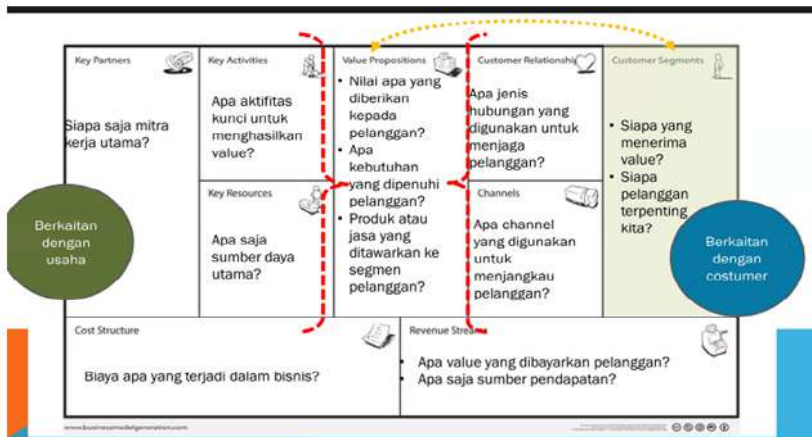 Key Partners
Siapa saja mitra
kerja utama?
Key Activities
Apa aktifitas
kunci untuk
menghasilkan
value?
Key Resources
Apa saja
sumber daya
utama?
Value Propositions
• Nilai apa yang
diberikan
kepada
pelanggan?
• Apa
kebutuhan
yang dipenuhi
pelanggan?
• Produk atau
jasa yang
ditawarkan ke
segmen
pelanggan?
Customer Relationship
Apa jenis
hubungan yang
digunakan untuk
menjaga
pelanggan?
Channels
Apa channel
yang digunakan
untuk
menjangkau
pelanggan?
Customer Segments
• Siapa yang
menerima
value?
• Siapa
pelanggan
terpenting
kita?
Berkaitan
dengan
usaha
Berkaitan
dengan
costumer
Cost Structure
Biaya apa yang terjadi dalam bisnis?
Revenue Streams
• Apa value yang dibayarkan pelanggan?
• Apa saja sumber pendapatan?
www.businessmodelgeneration.com